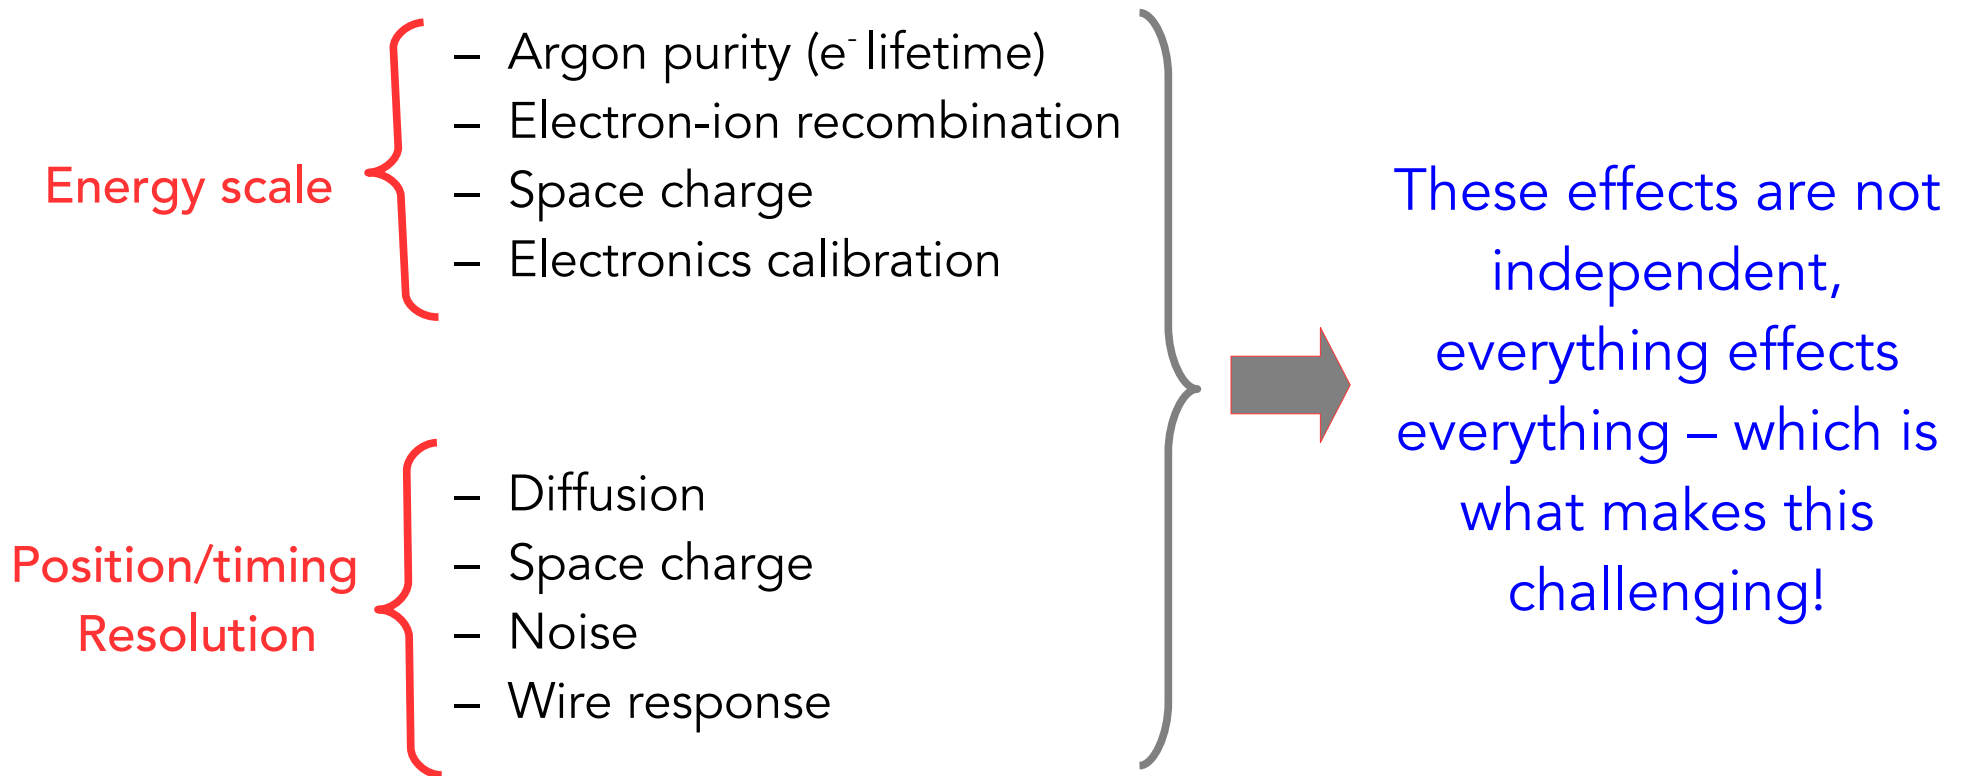 Energy scale
– Argon purity (e- lifetime)
– Electron-ion recombination
– Space charge
– Electronics calibration
Position/timing
Resolution
– Diffusion
– Space charge
– Noise
– Wire response
These effects are not
independent,
everything effects
everything – which is
what makes this
challenging!